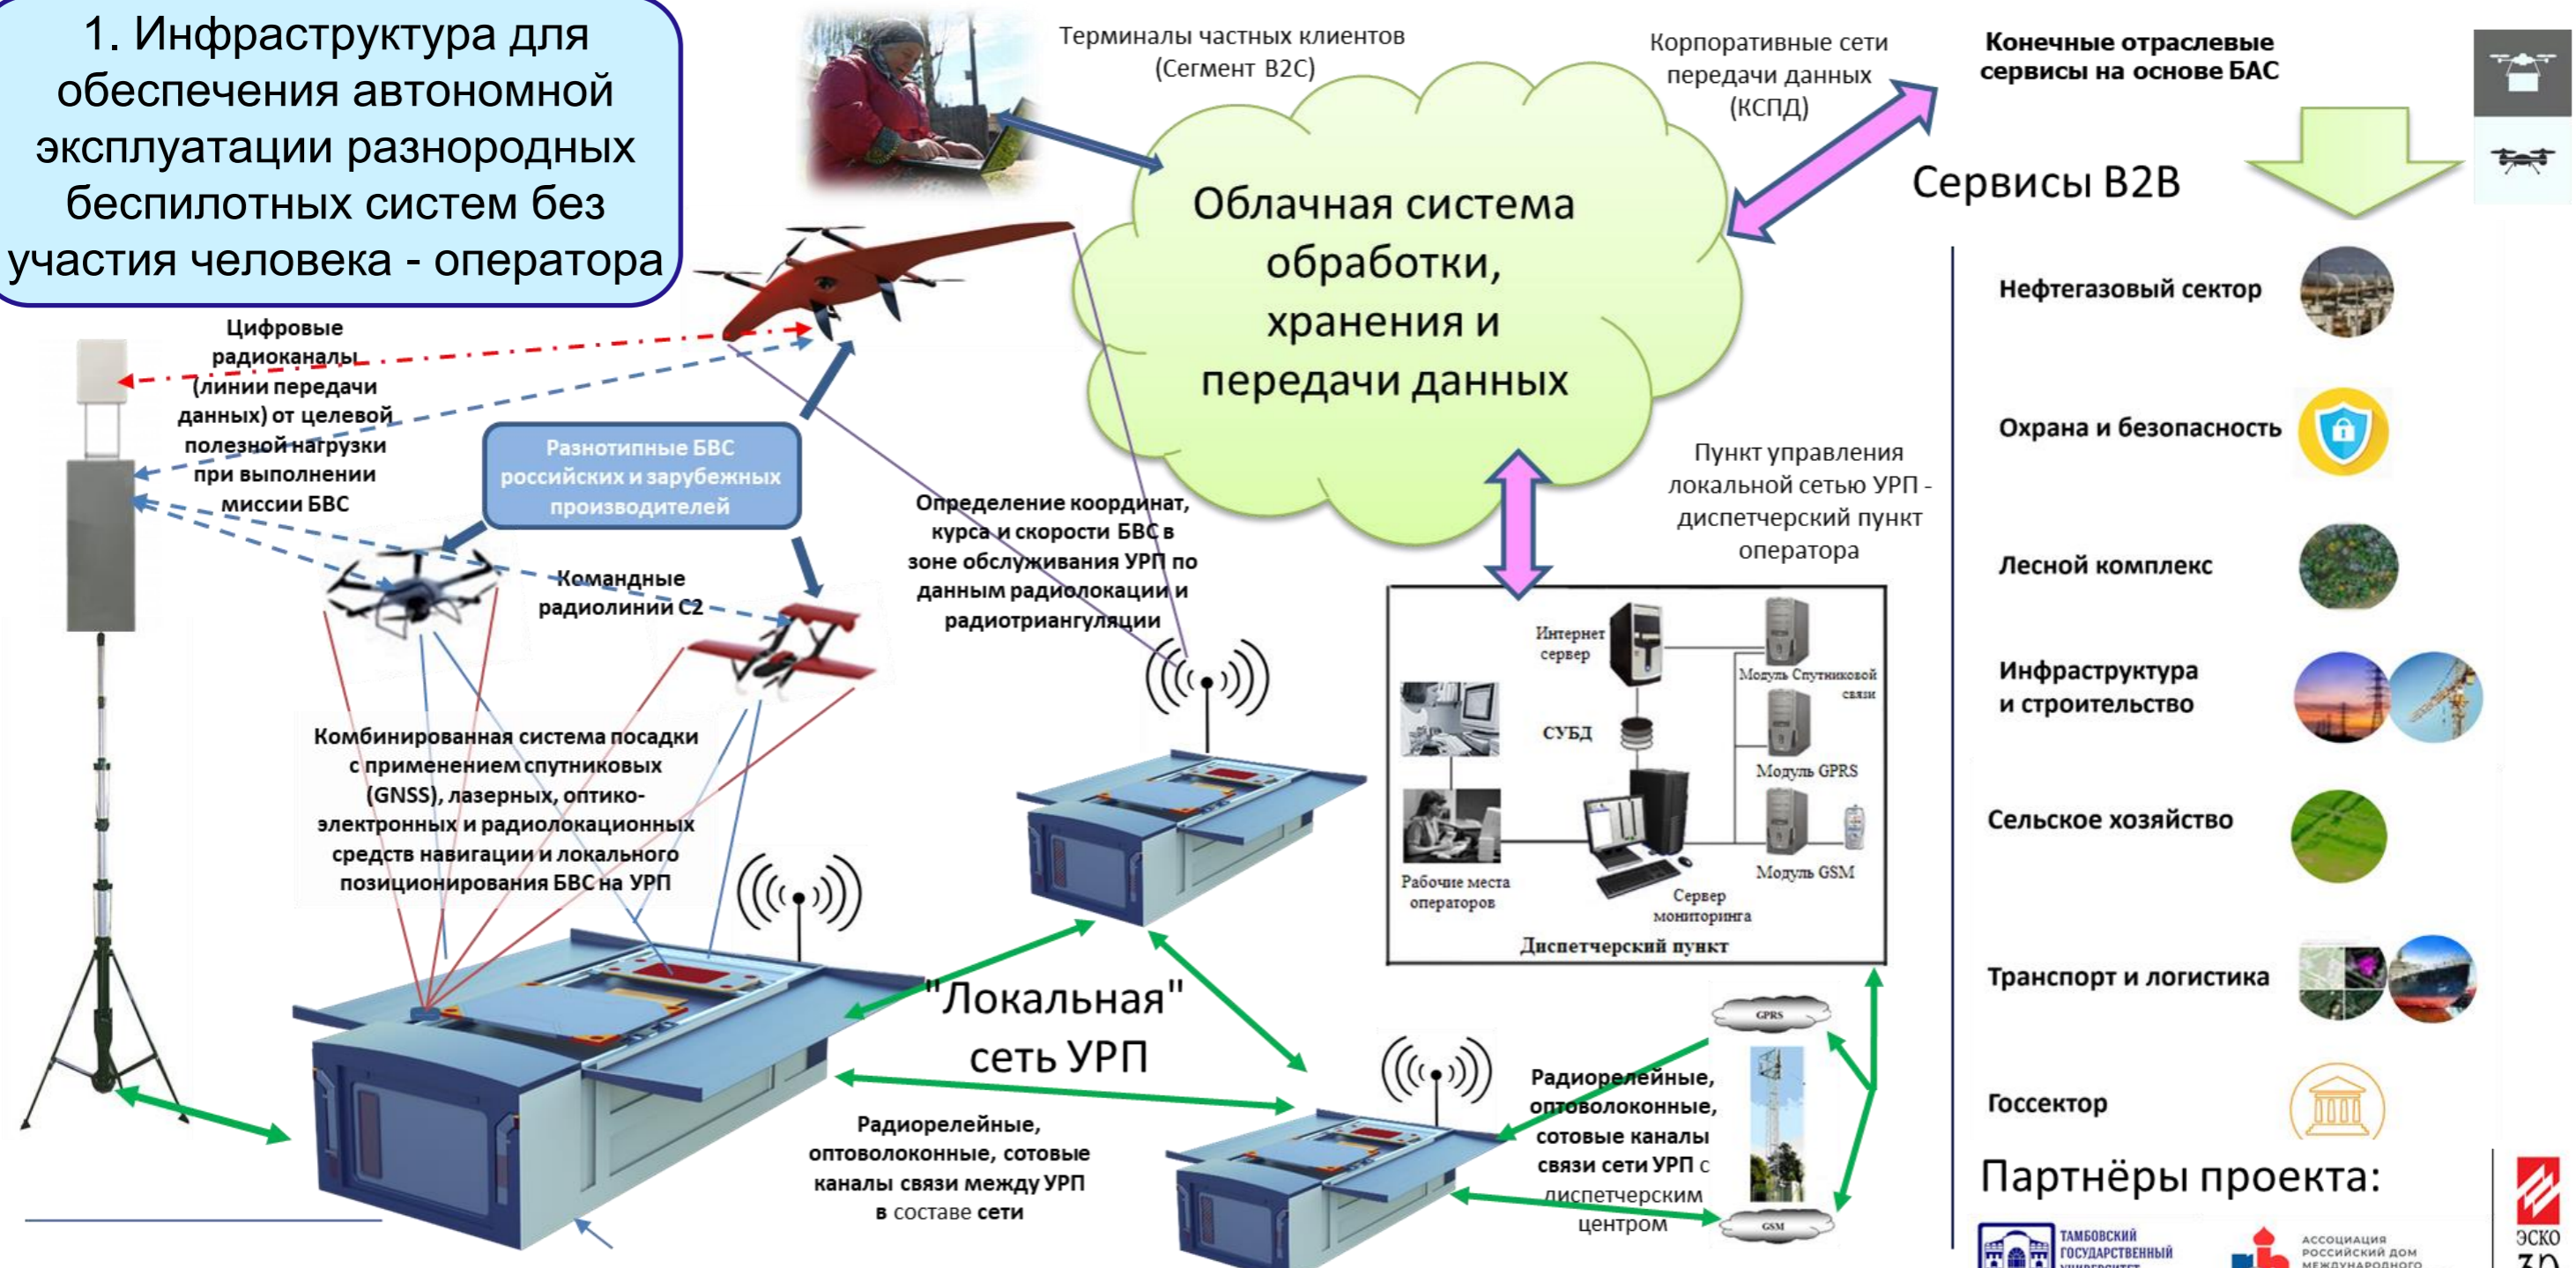 1. Инфраструктура для
обеспечения автономной
эксплуатации разнородных
беспилотных систем без
участия человека - оператора
Терминалы частных клиентов
(Сегмент B2C)
Корпоративные сети
передачи данных
(КСПД)
Конечные отраслевые
сервисы на основе БАС
Сервисы B2B
Облачная система
обработки,
хранения и
передачи данных
Цифровые
радиоканалы
(линии передачи
данных) от целевой
полезной нагрузки
при выполнении
миссии БВС
Разнотипные БВС
российских и зарубежных
производителей
Командные
радиолинии C2
Определение координат,
курса и скорости БВС в
зоне обслуживания УРП по
данным радиолокации и
радиотриангуляции
Пункт управления
локальной сетью УРП -
диспетчерский пункт
оператора
Комбинированная система посадки
с применением спутниковых
(GNSS), лазерных, оптико-
электронных и радиолокационных
средств навигации и локального
позиционирования БВС на УРП
Интернет
сервер
Модуль Спутниковой
связи
СУБД
Модуль GPRS
Модуль GSM
Рабочие места
операторов
Сервер
мониторинга
Диспетчерский пункт
"Локальная"
сеть УРП
Радиорелейные,
оптоволоконные, сотовые
каналы связи между УРП
в составе сети
GPRS
Радиорелейные,
оптоволоконные,
сотовые каналы
связи сети УРП с
диспетчерским
центром
GSM
Нефтегазовый сектор
Охрана и безопасность
Лесной комплекс
Инфраструктура
и строительство
Сельское хозяйство
Транспорт и логистика
Госсектор
Партнёры проекта:
ТАМБОВСКИЙ
ГОСУДАРСТВЕННЫЙ
УНИВЕРСИТЕТ
АССОЦИАЦИЯ
РОССИЙСКИЙ ДОМ
МЕЖДУНАРОДНОГО
ЭСКО